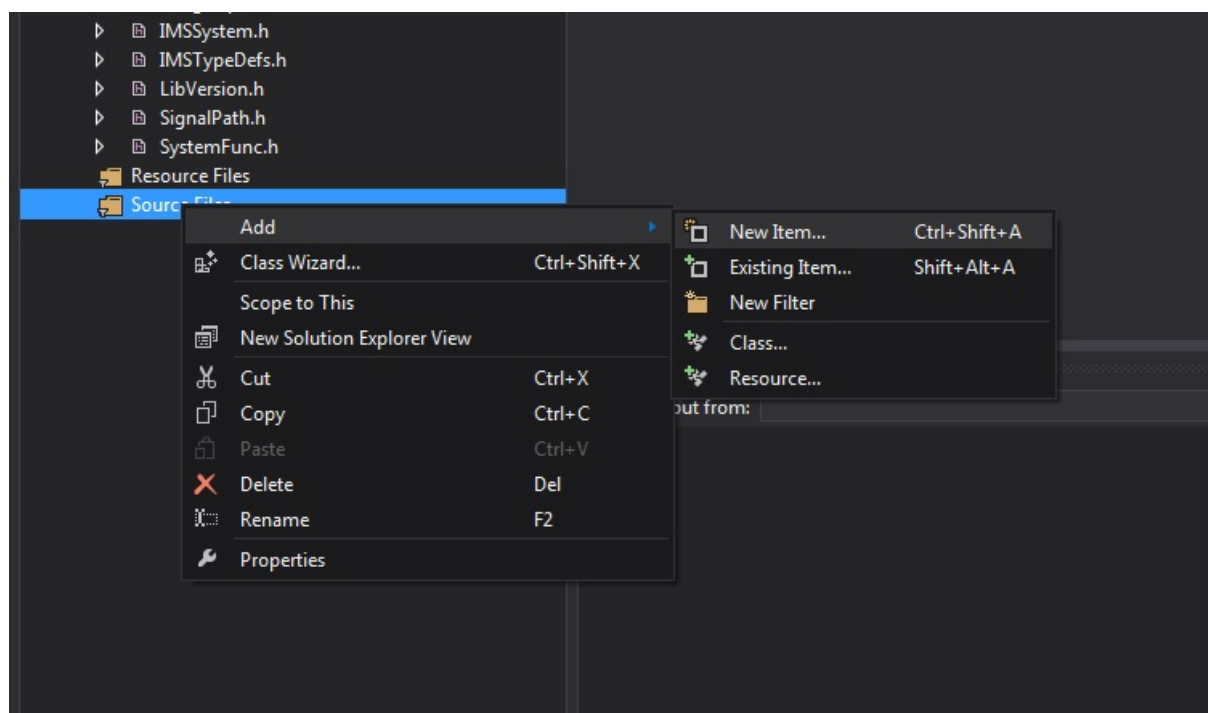 IMSSystem.h
IMSTypeDefs.h
LibVersion.h
SignalPath.h
SystemFunc.h
Resource Files
Source Files
Add
Class Wizard... Ctrl+Shift+X
Scope to This
New Solution Explorer View
Cut Ctrl+X
Copy Ctrl+C
Paste Ctrl+V
Delete Del
Rename F2
Properties
New Item... Ctrl+Shift+A
Existing Item... Shift+Alt+A
New Filter
Class...
Resource...
from: